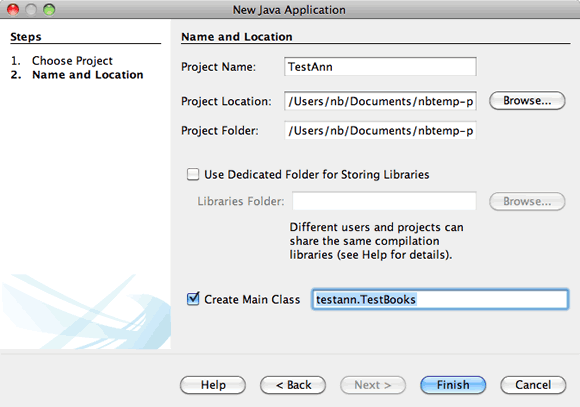 New Java Application
Steps
1. Choose Project
2. Name and Location
Name and Location
Project Name: TestAnn
Project Location: /Users/nb/Documents/nbtemp-p Browse...
Project Folder: /Users/nb/Documents/nbtemp-p
Use Dedicated Folder for Storing Libraries
Libraries Folder: Browse...
Different users and projects can
share the same compilation
libraries (see Help for details).
Create Main Class testann.TestBooks
Help < Back Next > Finish Cancel